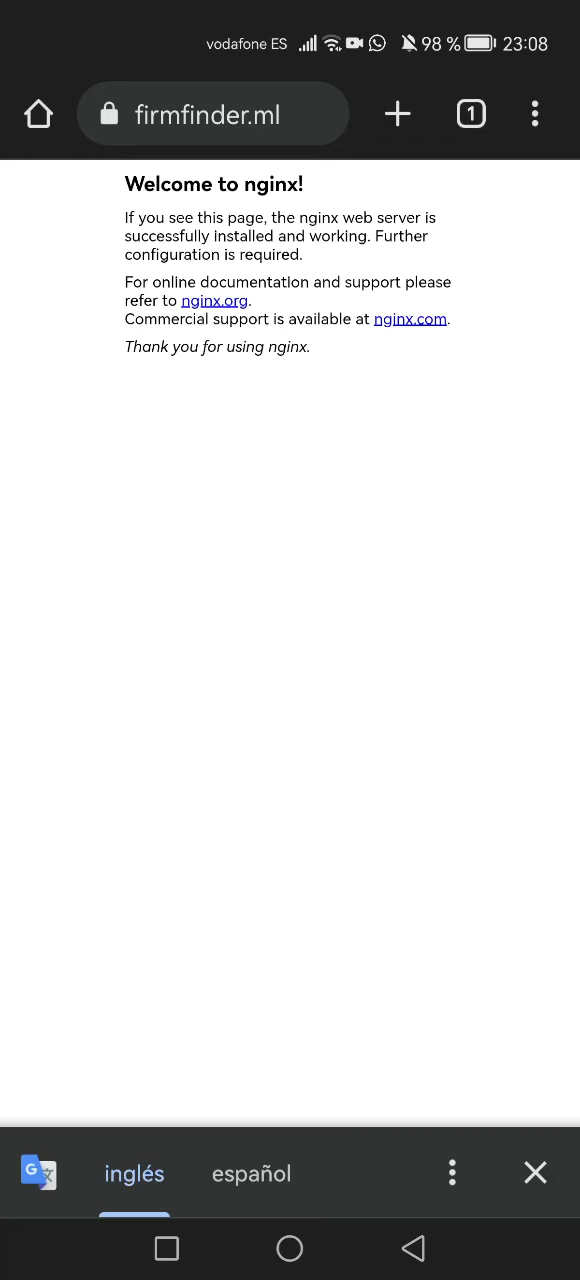 vodafone ES 98 % 23:08
firmfinder.ml 1
Welcome to nginx!
If you see this page, the nginx web server is
successfully installed and working. Further
configuration is required.
For online documentation and support please
refer to nginx.org.
Commercial support is available at nginx.com.
Thank you for using nginx.
G 文 inglés español